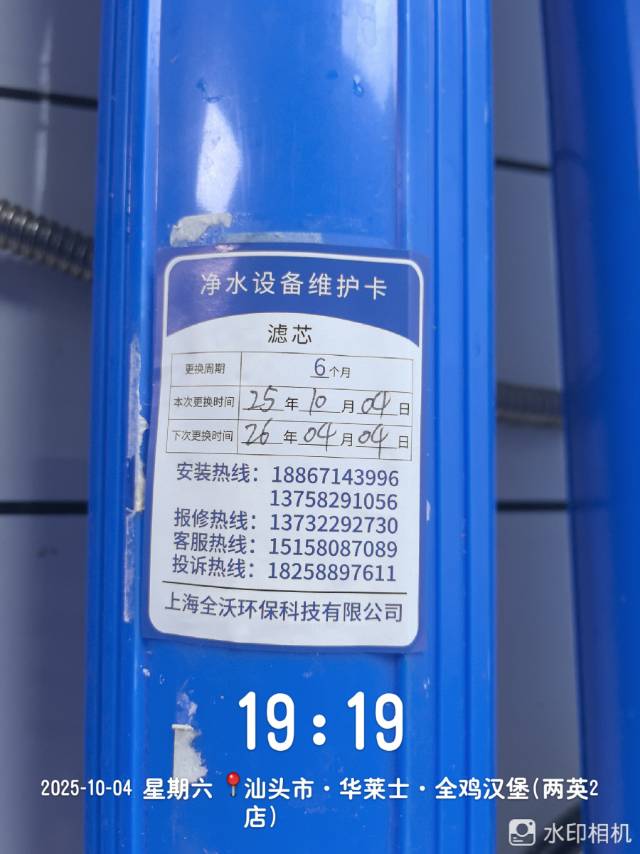 净水设备维护卡
滤芯
更换周期 6个月
本次更换时间 25年10月04日
下次更换时间 26年04月04日
安装热线：18867143996
13758291056
报修热线：13732292730
客服热线：15158087089
投诉热线：18258897611
上海全沃环保科技有限公司
19:19
2025-10-04 星期六 汕头市·华莱士·全鸡汉堡(两英2
店)
水印相机